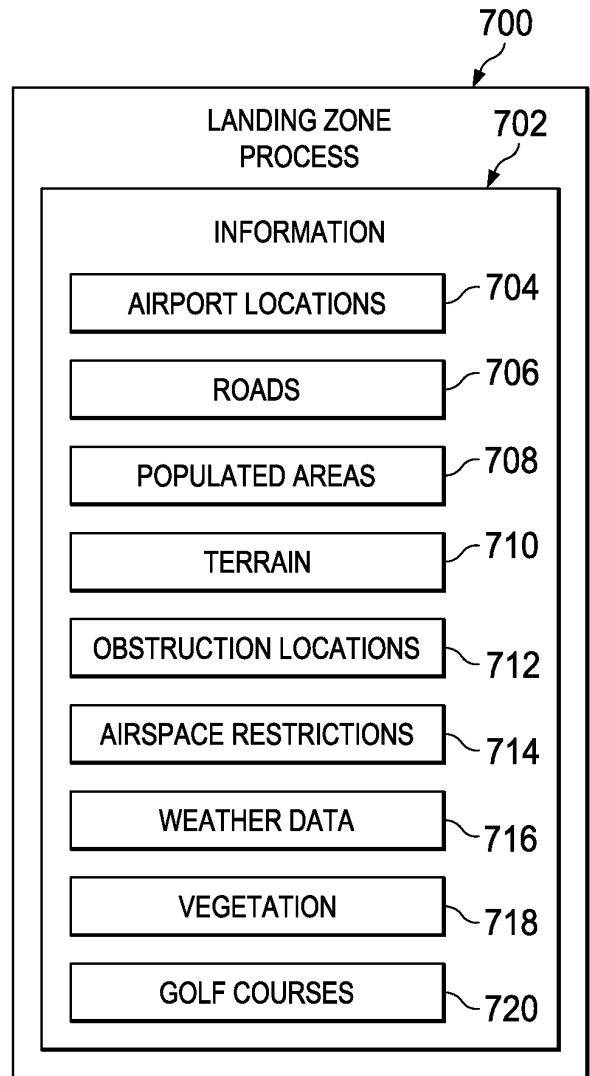 700
LANDING ZONE
PROCESS
702
INFORMATION
AIRPORT LOCATIONS
704
ROADS
706
POPULATED AREAS
708
TERRAIN
710
OBSTRUCTION LOCATIONS
712
AIRSPACE RESTRICTIONS
714
WEATHER DATA
716
VEGETATION
718
GOLF COURSES
720